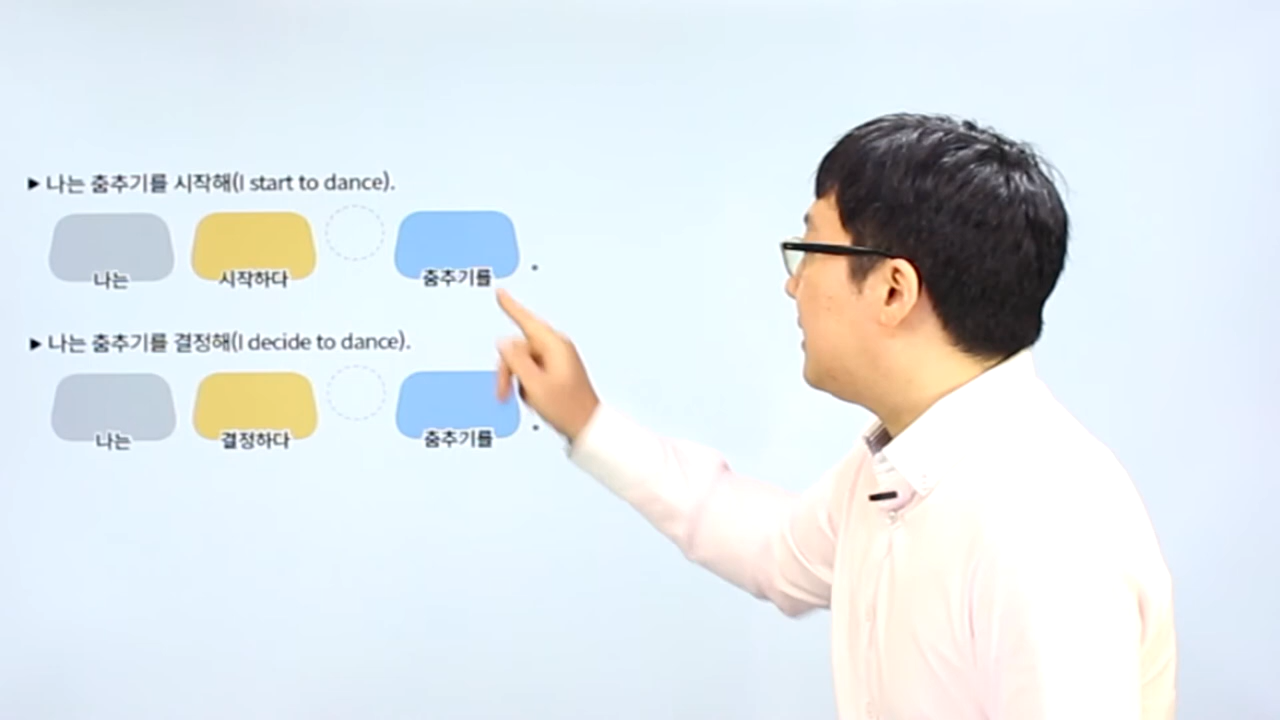 ▶ 나는 춤추기를 시작해(I start to dance).
나는 시작하다 춤추기를 .
▶ 나는 춤추기를 결정해(I decide to dance).
나는 결정하다 춤추기를 .